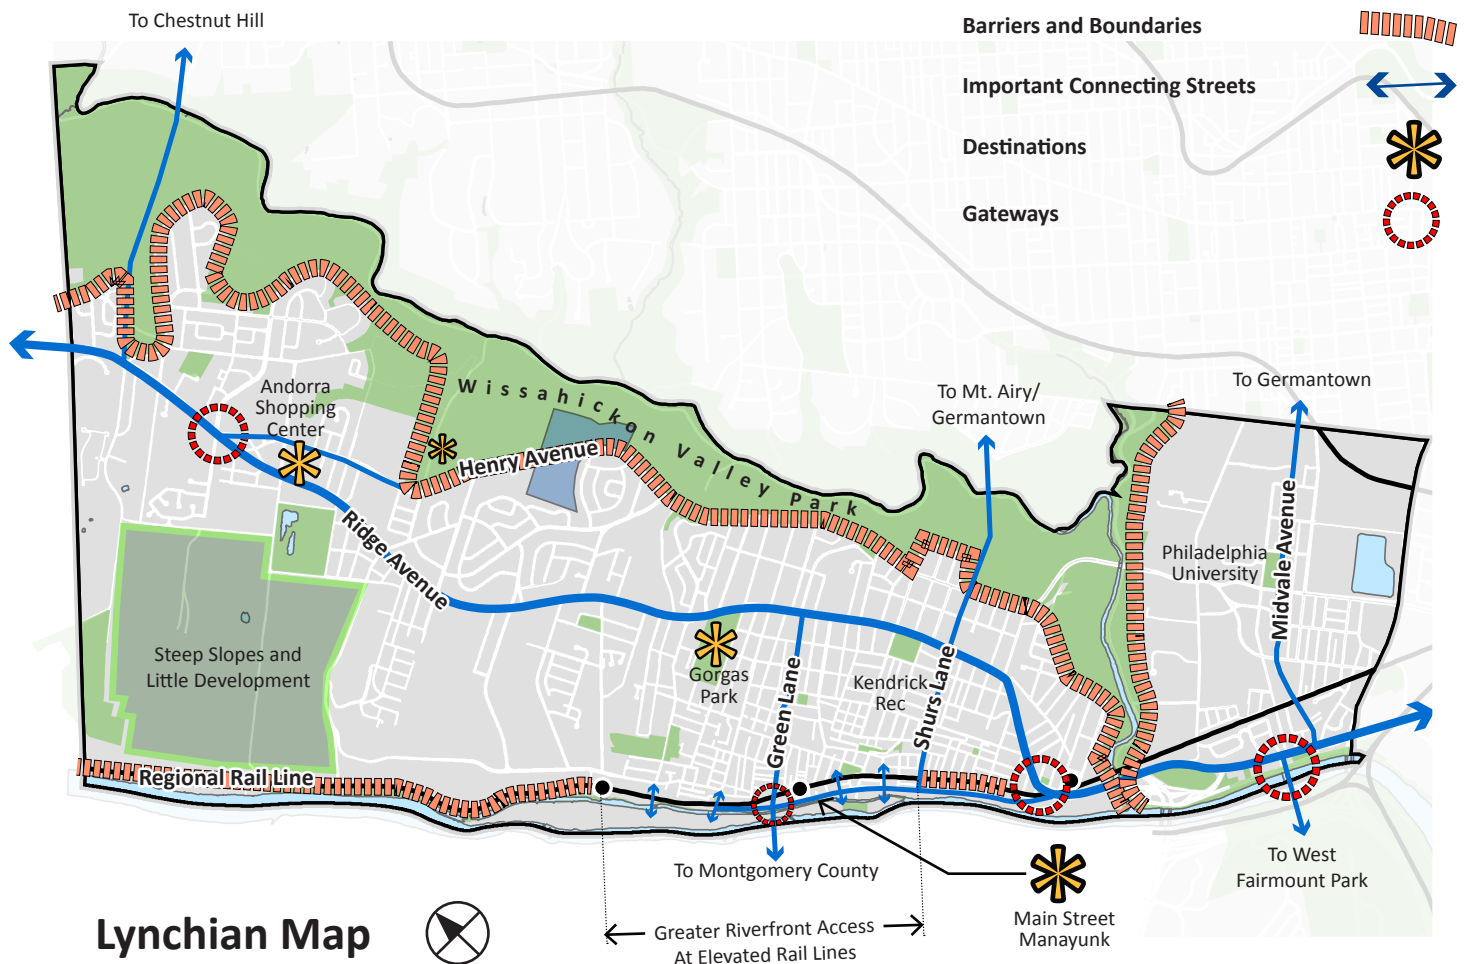 To Chestnut Hill
Barriers and Boundaries
Important Connecting Streets
Destinations
Gateways
Andorra
Shopping
Center
Wissahickon Valley Park
Henry Avenue
To Mt. Airy/
Germantown
To Germantown
Ridge Avenue
Philadelphia
University
Midvale Avenue
Steep Slopes and
Little Development
Gorgas
Park
Green Lane
Kendrick
Rec
Shurs Lane
Regional Rail Line
To Montgomery County
To West
Fairmount Park
Main Street
Manayunk
Greater Riverfront Access
At Elevated Rail Lines
Lynchian Map